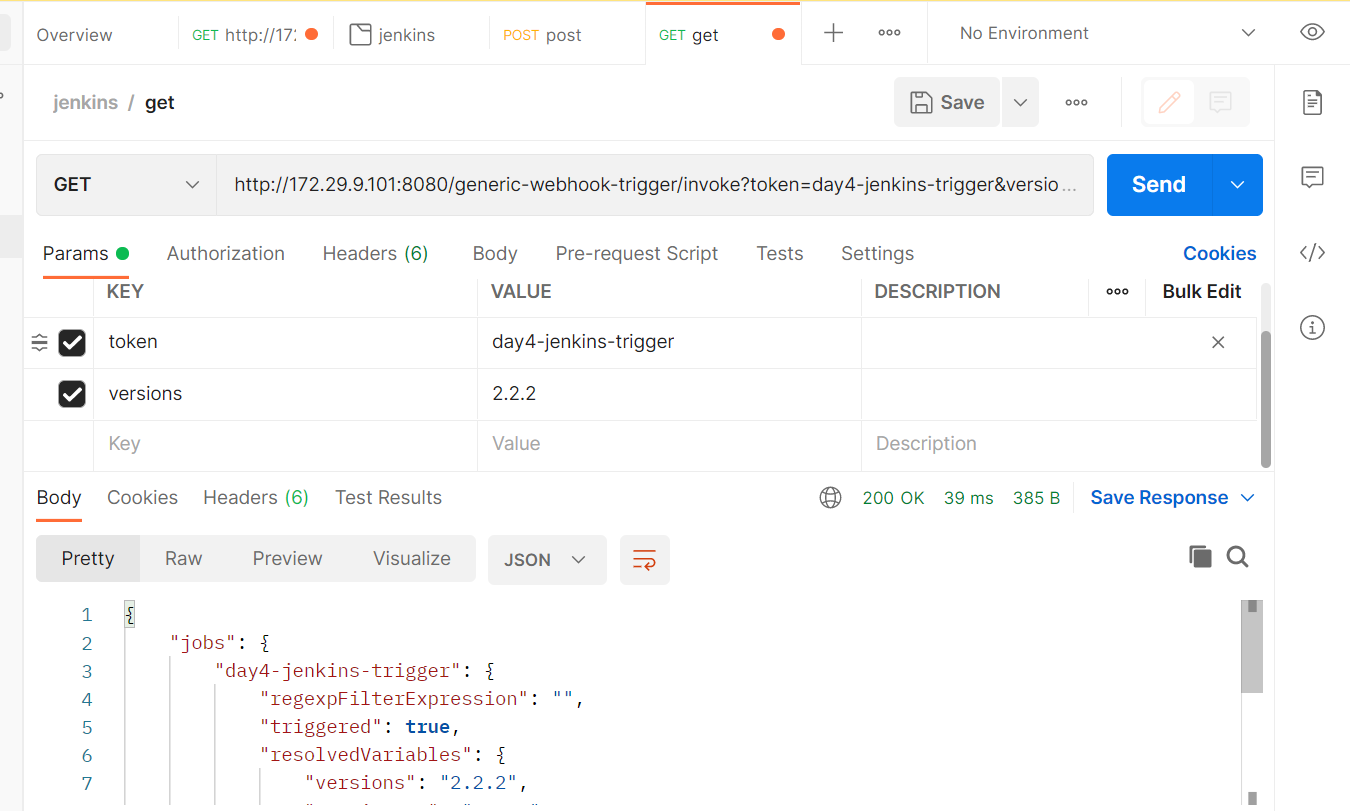 Overview GET http://172 jenkins POST post GET get No Environment
jenkins / get Save
GET http://172.29.9.101:8080/generic-webhook-trigger/invoke?token=day4-jenkins-trigger&versio... Send
Params Authorization Headers (6) Body Pre-request Script Tests Settings Cookies
KEY VALUE DESCRIPTION Bulk Edit
token day4-jenkins-trigger
versions 2.2.2
Key Value Description
Body Cookies Headers (6) Test Results 200 OK 39 ms 385 B Save Response
Pretty Raw Preview Visualize JSON
1 {
2 "jobs": {
3 "day4-jenkins-trigger": {
4 "regexpFilterExpression": "",
5 "triggered": true,
6 "resolvedVariables": {
7 "versions": "2.2.2",